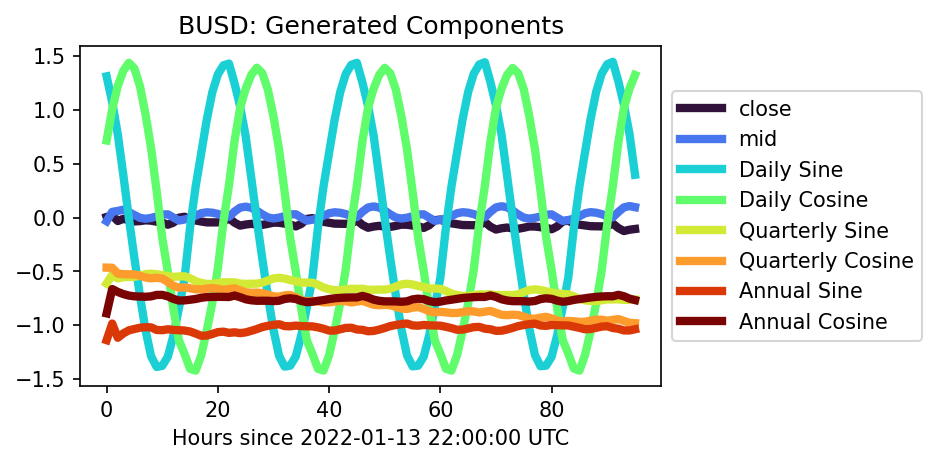 BUSD: Generated Components
1.5
1.0
0.5
0.0
−0.5
−1.0
−1.5
0
20
40
60
80
Hours since 2022-01-13 22:00:00 UTC
close
mid
Daily Sine
Daily Cosine
Quarterly Sine
Quarterly Cosine
Annual Sine
Annual Cosine